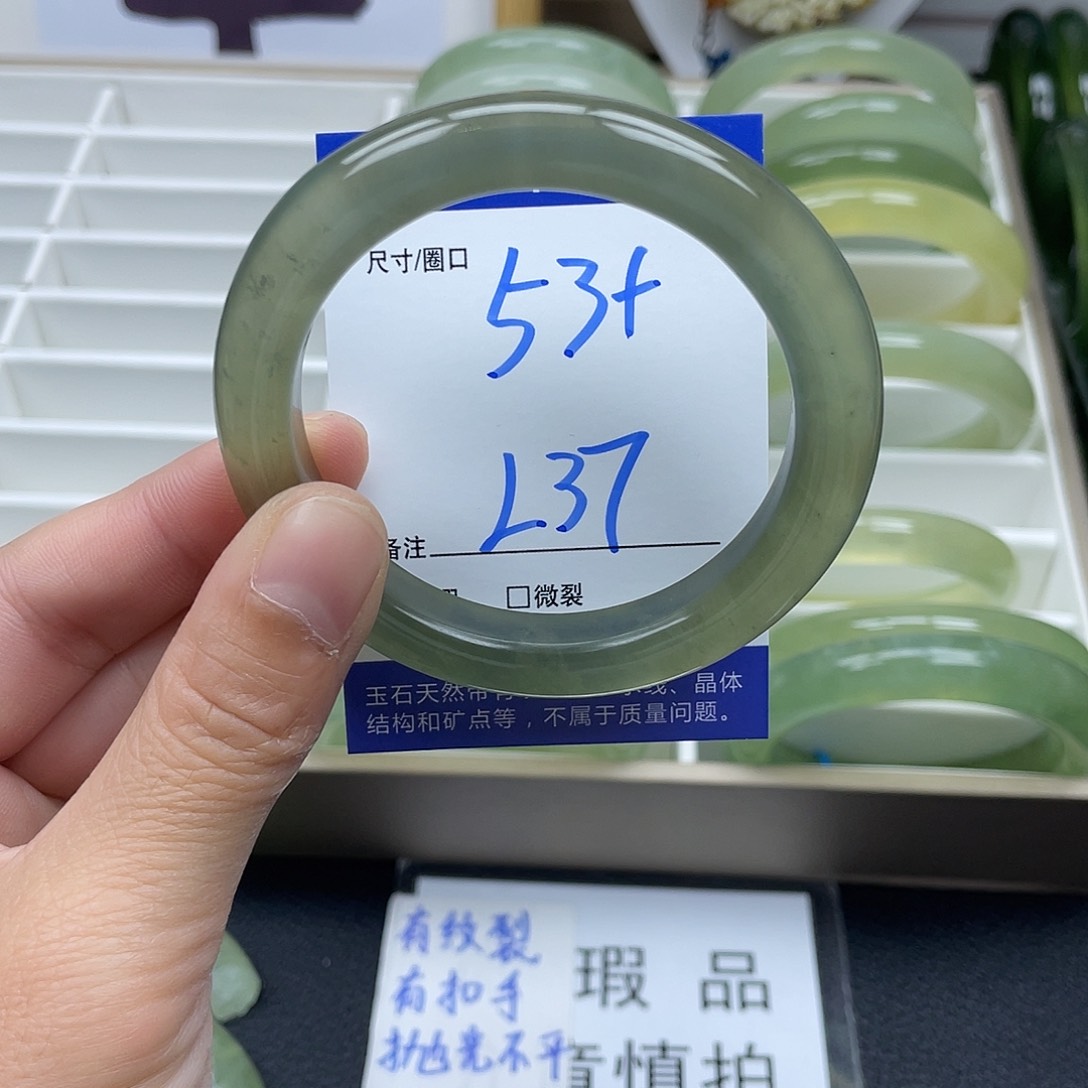 尺寸/圈口
53+
L37
备注
□微裂
玉石天然带有 线、晶体
结构和矿点等，不属于质量问题。
有纹裂
有扣手
抛光不平
瑕 品
慎拍